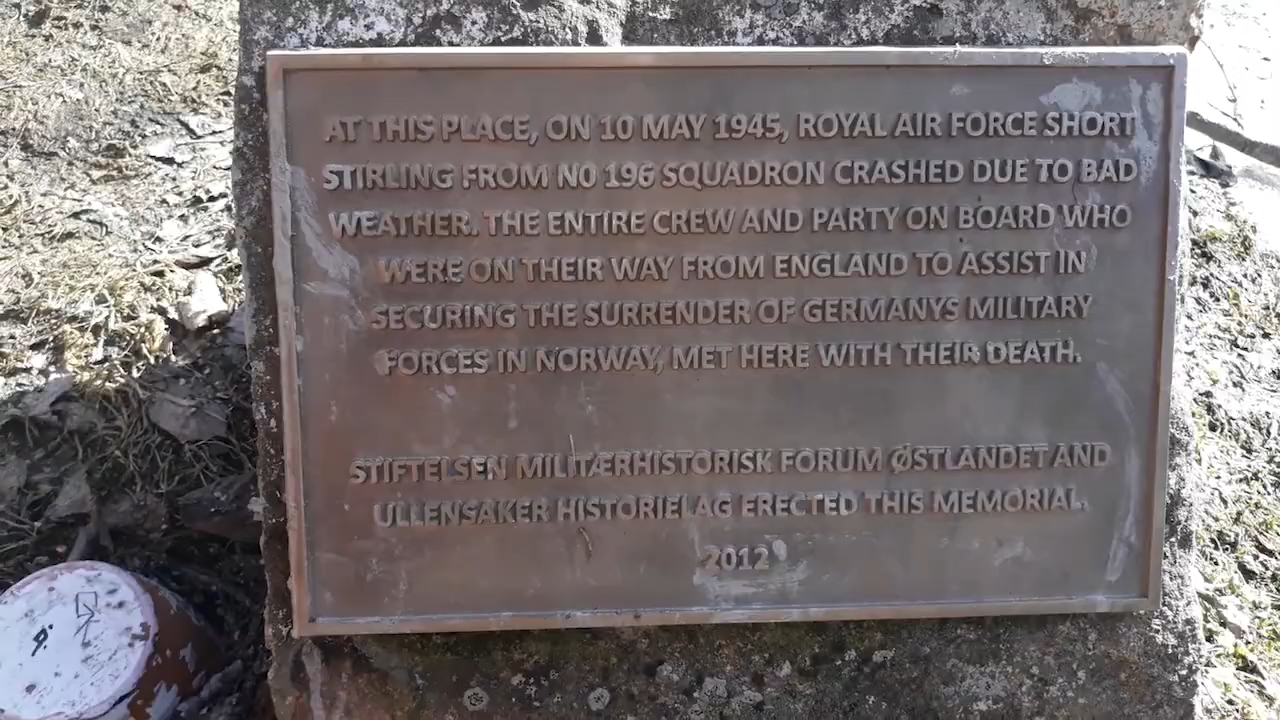 AT THIS PLACE, ON 10 MAY 1945, ROYAL AIR FORCE SHORT
STIRLING FROM NO 196 SQUADRON CRASHED DUE TO BAD
WEATHER. THE ENTIRE CREW AND PARTY ON BOARD WHO
WERE ON THEIR WAY FROM ENGLAND TO ASSIST IN
SECURING THE SURRENDER OF GERMANYS MILITARY
FORCES IN NORWAY, MET HERE WITH THEIR DEATH.
STIFTELSEN MILITÆRHISTORISK FORUM ØSTLANDET AND
ULLENSAKER HISTORIELAG ERECTED THIS MEMORIAL.
2012